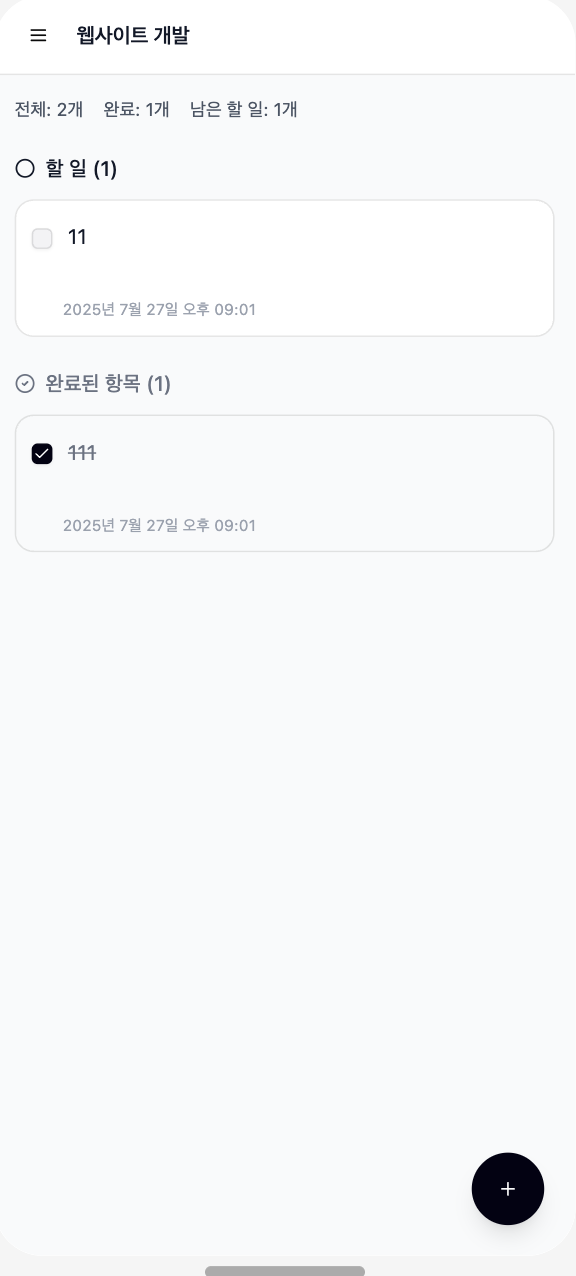 웹사이트 개발
전체: 2개 완료: 1개 남은 할 일: 1개
할 일 (1)
11
2025년 7월 27일 오후 09:01
완료된 항목 (1)
111
2025년 7월 27일 오후 09:01